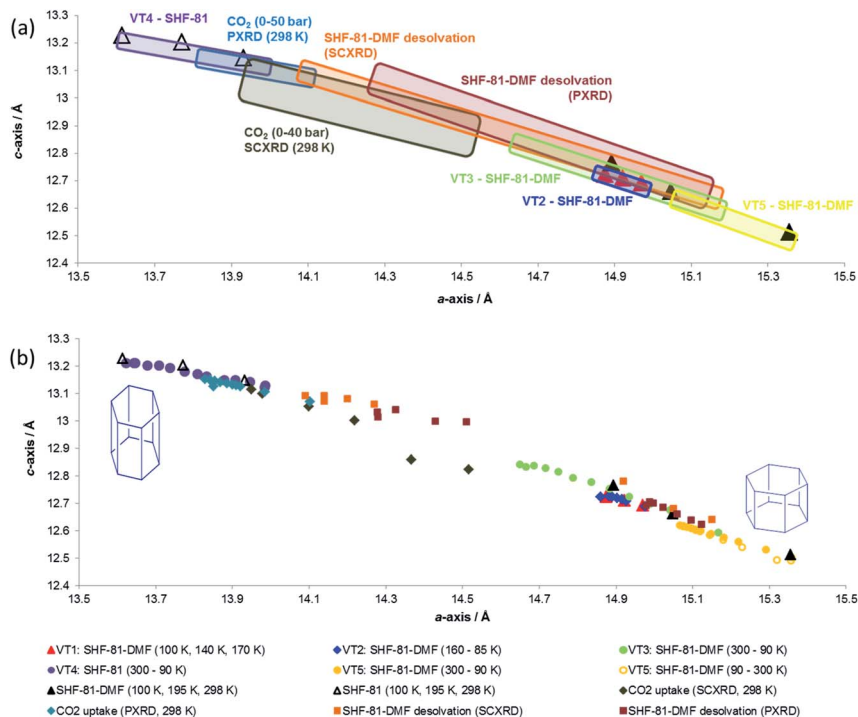 (a)
VT4 - SHF-81
CO₂ (0-50 bar)
PXRD (298 K)
SHF-81-DMF desolvation
(SCXRD)
SHF-81-DMF desolvation
(PXRD)
CO₂ (0-40 bar)
SCXRD (298 K)
VT3 - SHF-81-DMF
VT2 - SHF-81-DMF
VT5 - SHF-81-DMF
c-axis / Å
13.3
13.2
13.1
13
12.9
12.8
12.7
12.6
12.5
12.4
13.5 13.7 13.9 14.1 14.3 14.5 14.7 14.9 15.1 15.3 15.5
a-axis / Å
(b)
c-axis / Å
13.3
13.2
13.1
13
12.9
12.8
12.7
12.6
12.5
12.4
13.5 13.7 13.9 14.1 14.3 14.5 14.7 14.9 15.1 15.3 15.5
a-axis / Å
VT1: SHF-81-DMF (100 K, 140 K, 170 K) VT2: SHF-81-DMF (160 - 85 K) VT3: SHF-81-DMF (300 - 90 K)
VT4: SHF-81 (300 - 90 K) VT5: SHF-81-DMF (300 - 90 K) VT5: SHF-81-DMF (90 - 300 K)
SHF-81-DMF (100 K, 195 K, 298 K) SHF-81 (100 K, 195 K, 298 K) CO2 uptake (SCXRD, 298 K)
CO2 uptake (PXRD, 298 K) SHF-81-DMF desolvation (SCXRD) SHF-81-DMF desolvation (PXRD)